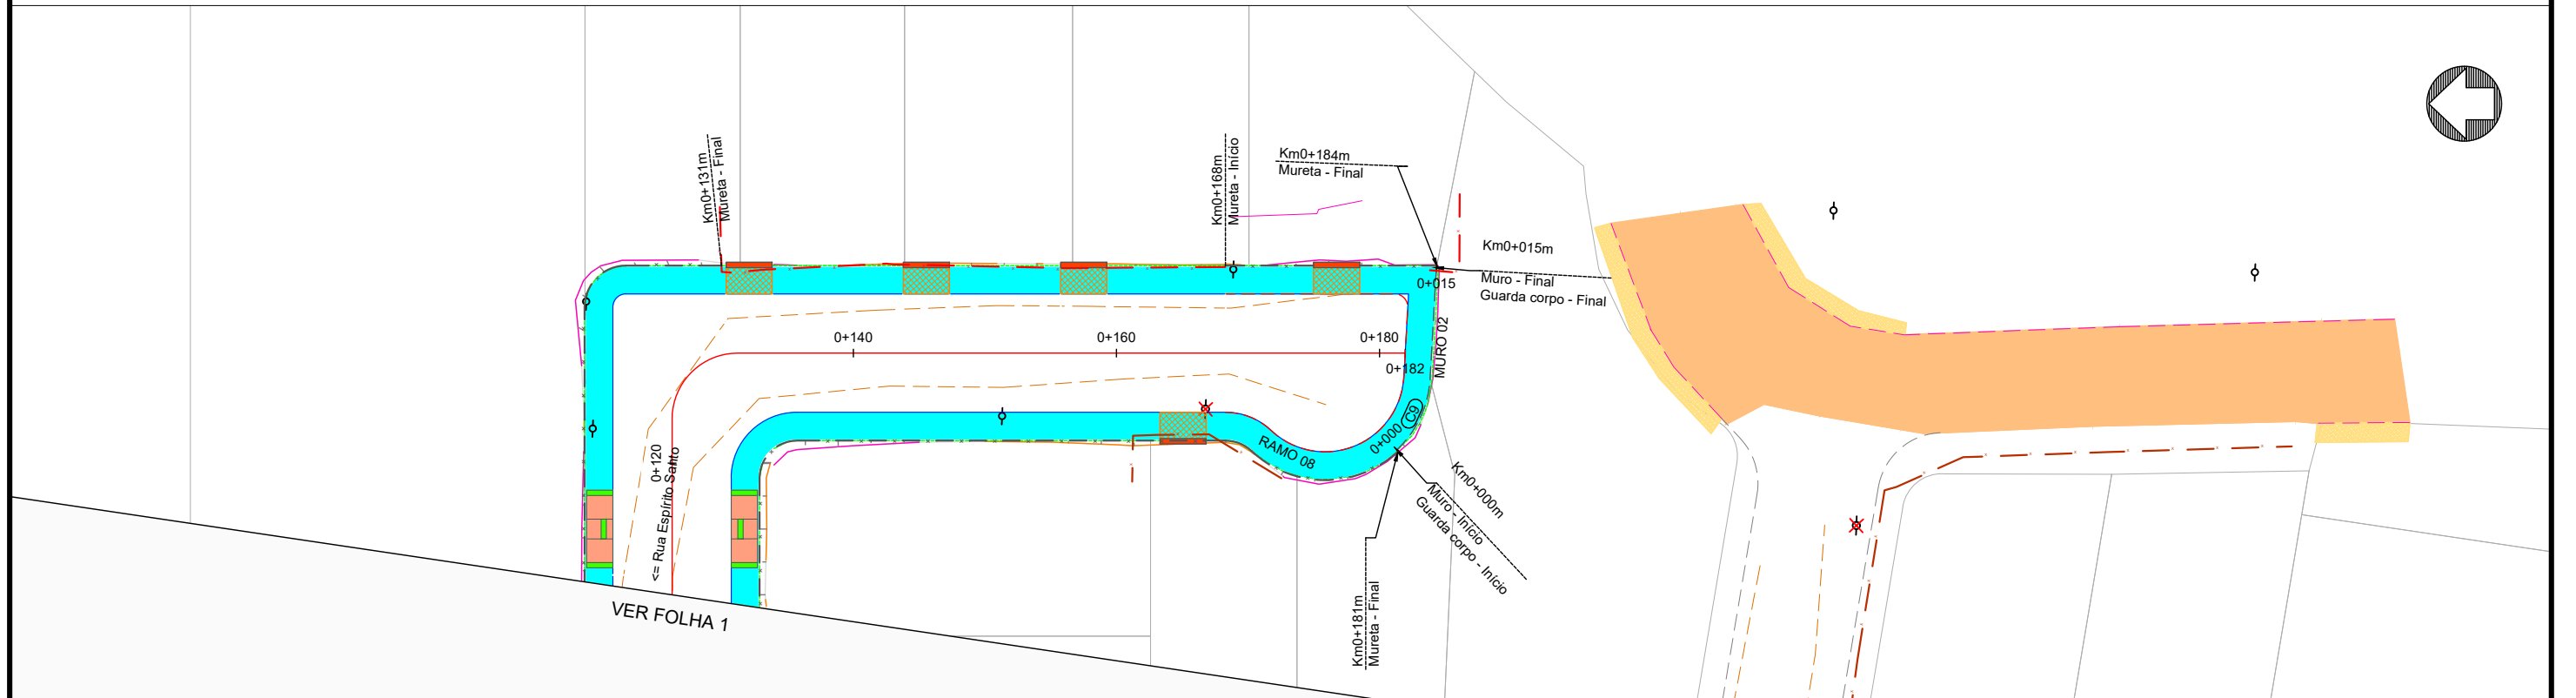 Km0+131m
Mureta - Final
Km0+168m
Mureta - Início
Km0+184m
Mureta - Final
Km0+015m
Muro - Final
Guarda corpo - Final
0+015
0+140
0+160
0+180
0+182
MURO 02
C9
0+000
RAMO 08
0+120
<= Rua Espírito Santo
Km0+000m
Muro - Início
Guarda corpo - Início
Km0+181m
Mureta - Final
VER FOLHA 1